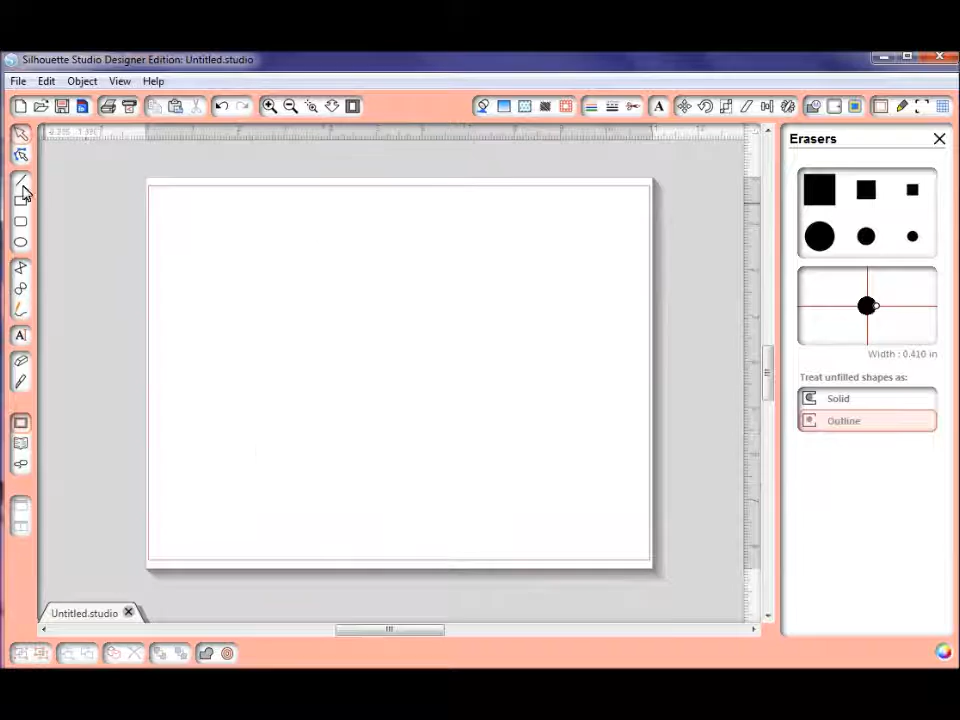 Silhouette Studio Designer Edition: Untitled.studio
File Edit Object View Help
Erasers
Width : 0.410 in
Treat unfilled shapes as:
Solid
Outline
Untitled.studio